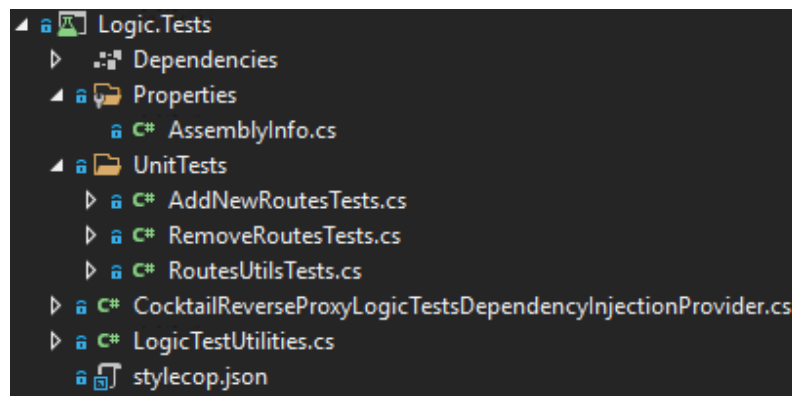 Logic.Tests
Dependencies
Properties
C# AssemblyInfo.cs
UnitTests
C# AddNewRoutesTests.cs
C# RemoveRoutesTests.cs
C# RoutesUtilsTests.cs
C# CocktailReverseProxyLogicTestsDependencyInjectionProvider.cs
C# LogicTestUtilities.cs
stylecop.json